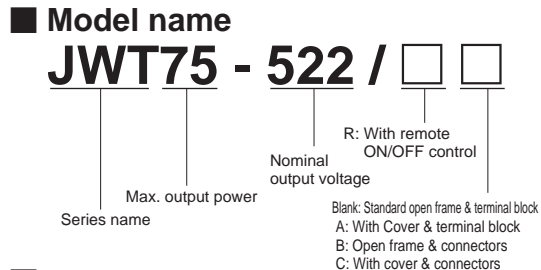 ■ Model name
JWT75 - 522 / □ □
R: With remote
ON/OFF control
Nominal
output voltage
Max. output power
Series name
Blank: Standard open frame & terminal block
A: With Cover & terminal block
B: Open frame & connectors
C: With cover & connectors